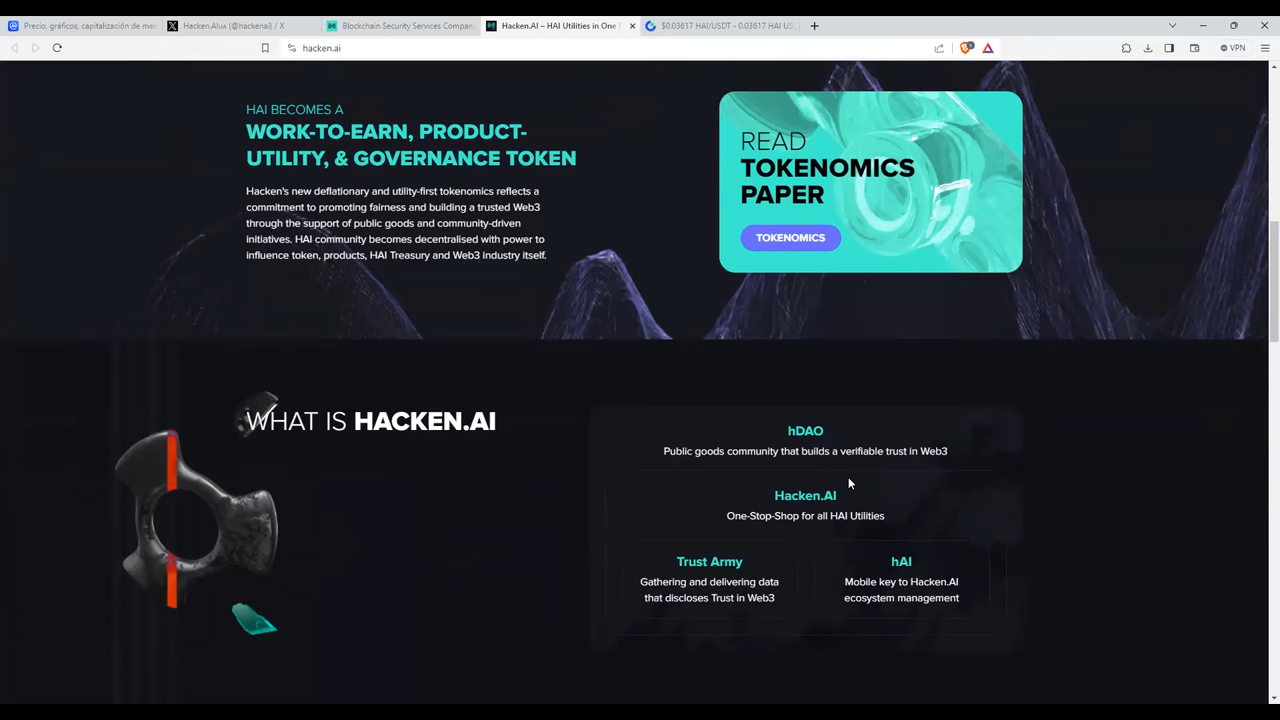 Precio, gráficos, capitalización de mer
Hacken.AI🇺🇦 (@hackenai) / X
Blockchain Security Services Company
Hacken.AI – HAI Utilities in One
$0.03617 HAI/USDT - 0.03617 HAI US
hacken.ai
VPN
HAI BECOMES A
WORK-TO-EARN, PRODUCT-
UTILITY, & GOVERNANCE TOKEN
Hacken's new deflationary and utility-first tokenomics reflects a
commitment to promoting fairness and building a trusted Web3
through the support of public goods and community-driven
initiatives. HAI community becomes decentralised with power to
influence token, products, HAI Treasury and Web3 industry itself.
READ
TOKENOMICS
PAPER
TOKENOMICS
WHAT IS HACKEN.AI
hDAO
Public goods community that builds a verifiable trust in Web3
Hacken.AI
One-Stop-Shop for all HAI Utilities
Trust Army
Gathering and delivering data
that discloses Trust in Web3
hAI
Mobile key to Hacken.AI
ecosystem management